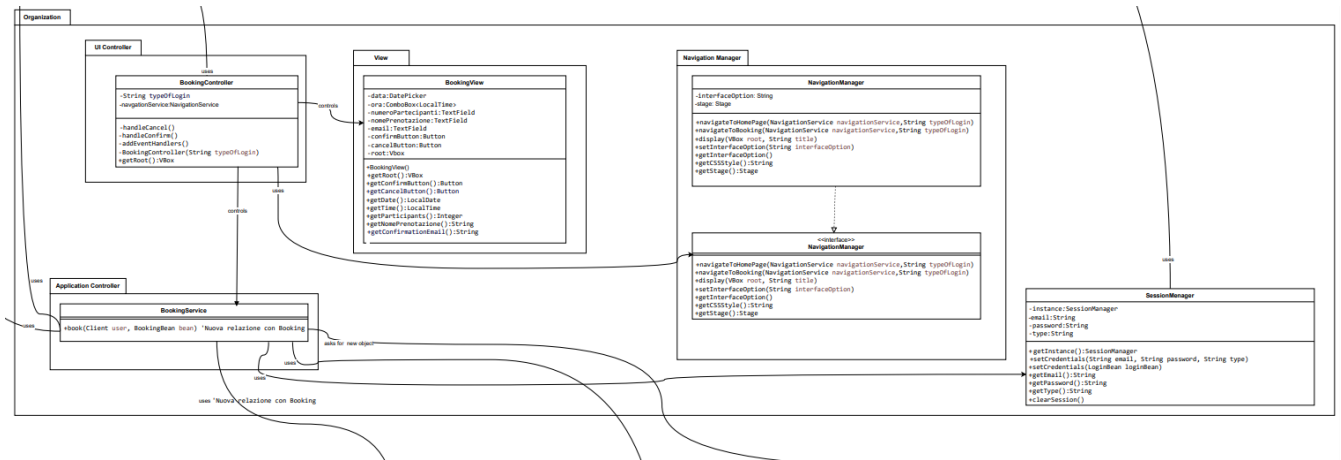 Organization
UI Controller
uses
BookingController
-String typeOfLogin
-navgationService:NavigationService
-handleCancel()
-handleConfirm()
-addEventHandlers()
-BookingController(String typeOfLogin)
+getRoot():VBox
controls
View
BookingView
-data:DatePicker
-ora:ComboBox<LocalTime>
-numeroPartecipanti:TextField
-nomePrenotazione:TextField
-email:TextField
-confirmButton:Button
-cancelButton:Button
-root:Vbox
+BookingView()
+getRoot():VBox
+getConfirmButton():Button
+getCancelButton():Button
+getDate():LocalDate
+getTime():LocalTime
+getParticipants():Integer
+getNomePrenotazione():String
+getConfirmationEmail():String
Navigation Manager
NavigationManager
-interfaceOption: String
-stage: Stage
+navigateToHomePage(NavigationService navigationService,String typeOfLogin)
+navigateToBooking(NavigationService navigationService,String typeOfLogin)
+display(VBox root, String title)
+setInterfaceOption(String interfaceOption)
+getInterfaceOption()
+getCSSStyle():String
+getStage():Stage
<<interface>>
NavigationManager
+navigateToHomePage(NavigationService navigationService,String typeOfLogin)
+navigateToBooking(NavigationService navigationService,String typeOfLogin)
+display(VBox root, String title)
+setInterfaceOption(String interfaceOption)
+getInterfaceOption()
+getCSSStyle():String
+getStage():Stage
uses
controls
uses
uses
Application Controller
BookingService
+book(Client user, BookingBean bean) 'Nuova relazione con Booking
uses
asks for new object
uses
uses
uses 'Nuova relazione con Booking
uses
SessionMenager
-instance:SessionManager
-email:String
-password:String
-type:String
+getInstance():SessionManager
+setCredentials(String email, String password, String type)
+setCredentials(LoginBean loginBean)
+getEmail():String
+getPassword():String
+getType():String
+clearSession()